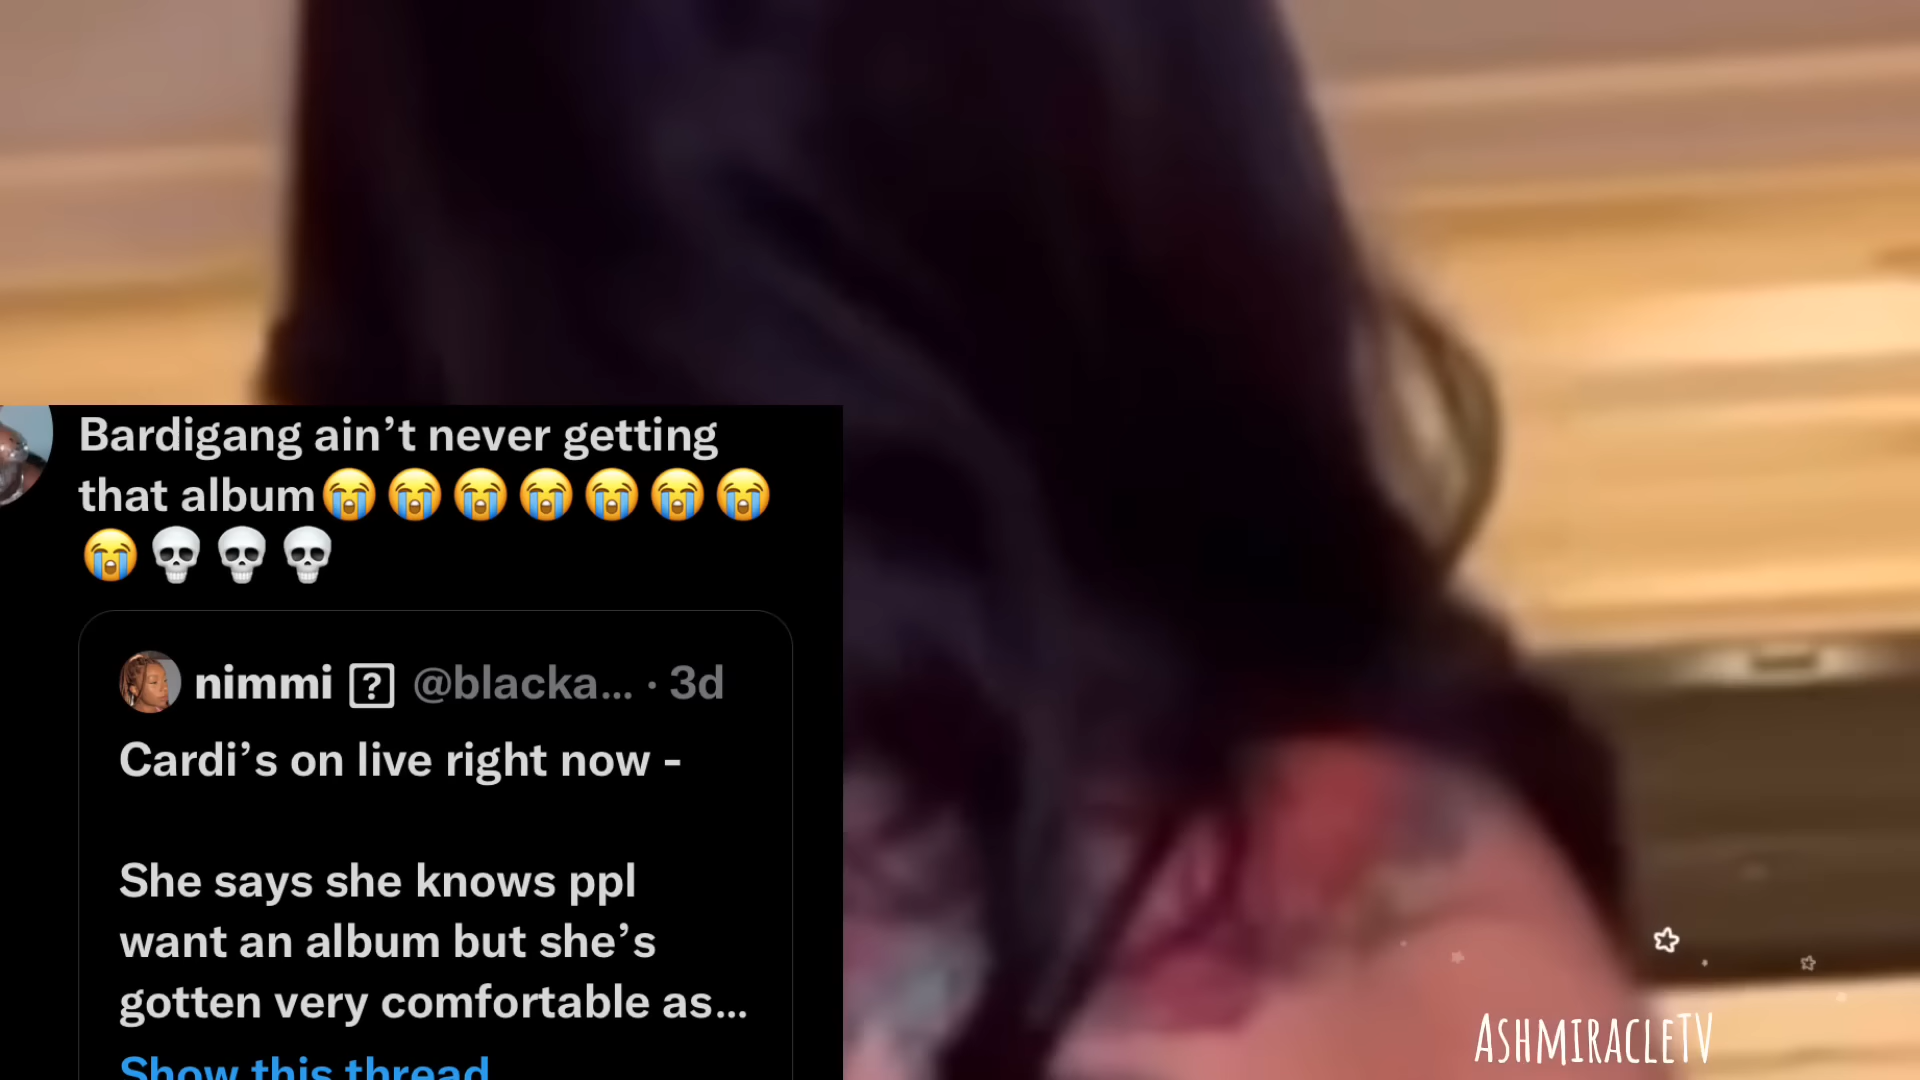 Bardigang ain’t never getting
that album😭😭😭😭😭😭😭
😭💀💀💀
nimmi ⍰ @blacka... · 3d
Cardi’s on live right now -
She says she knows ppl
want an album but she’s
gotten very comfortable as...
Show this thread
AshmiracleTV